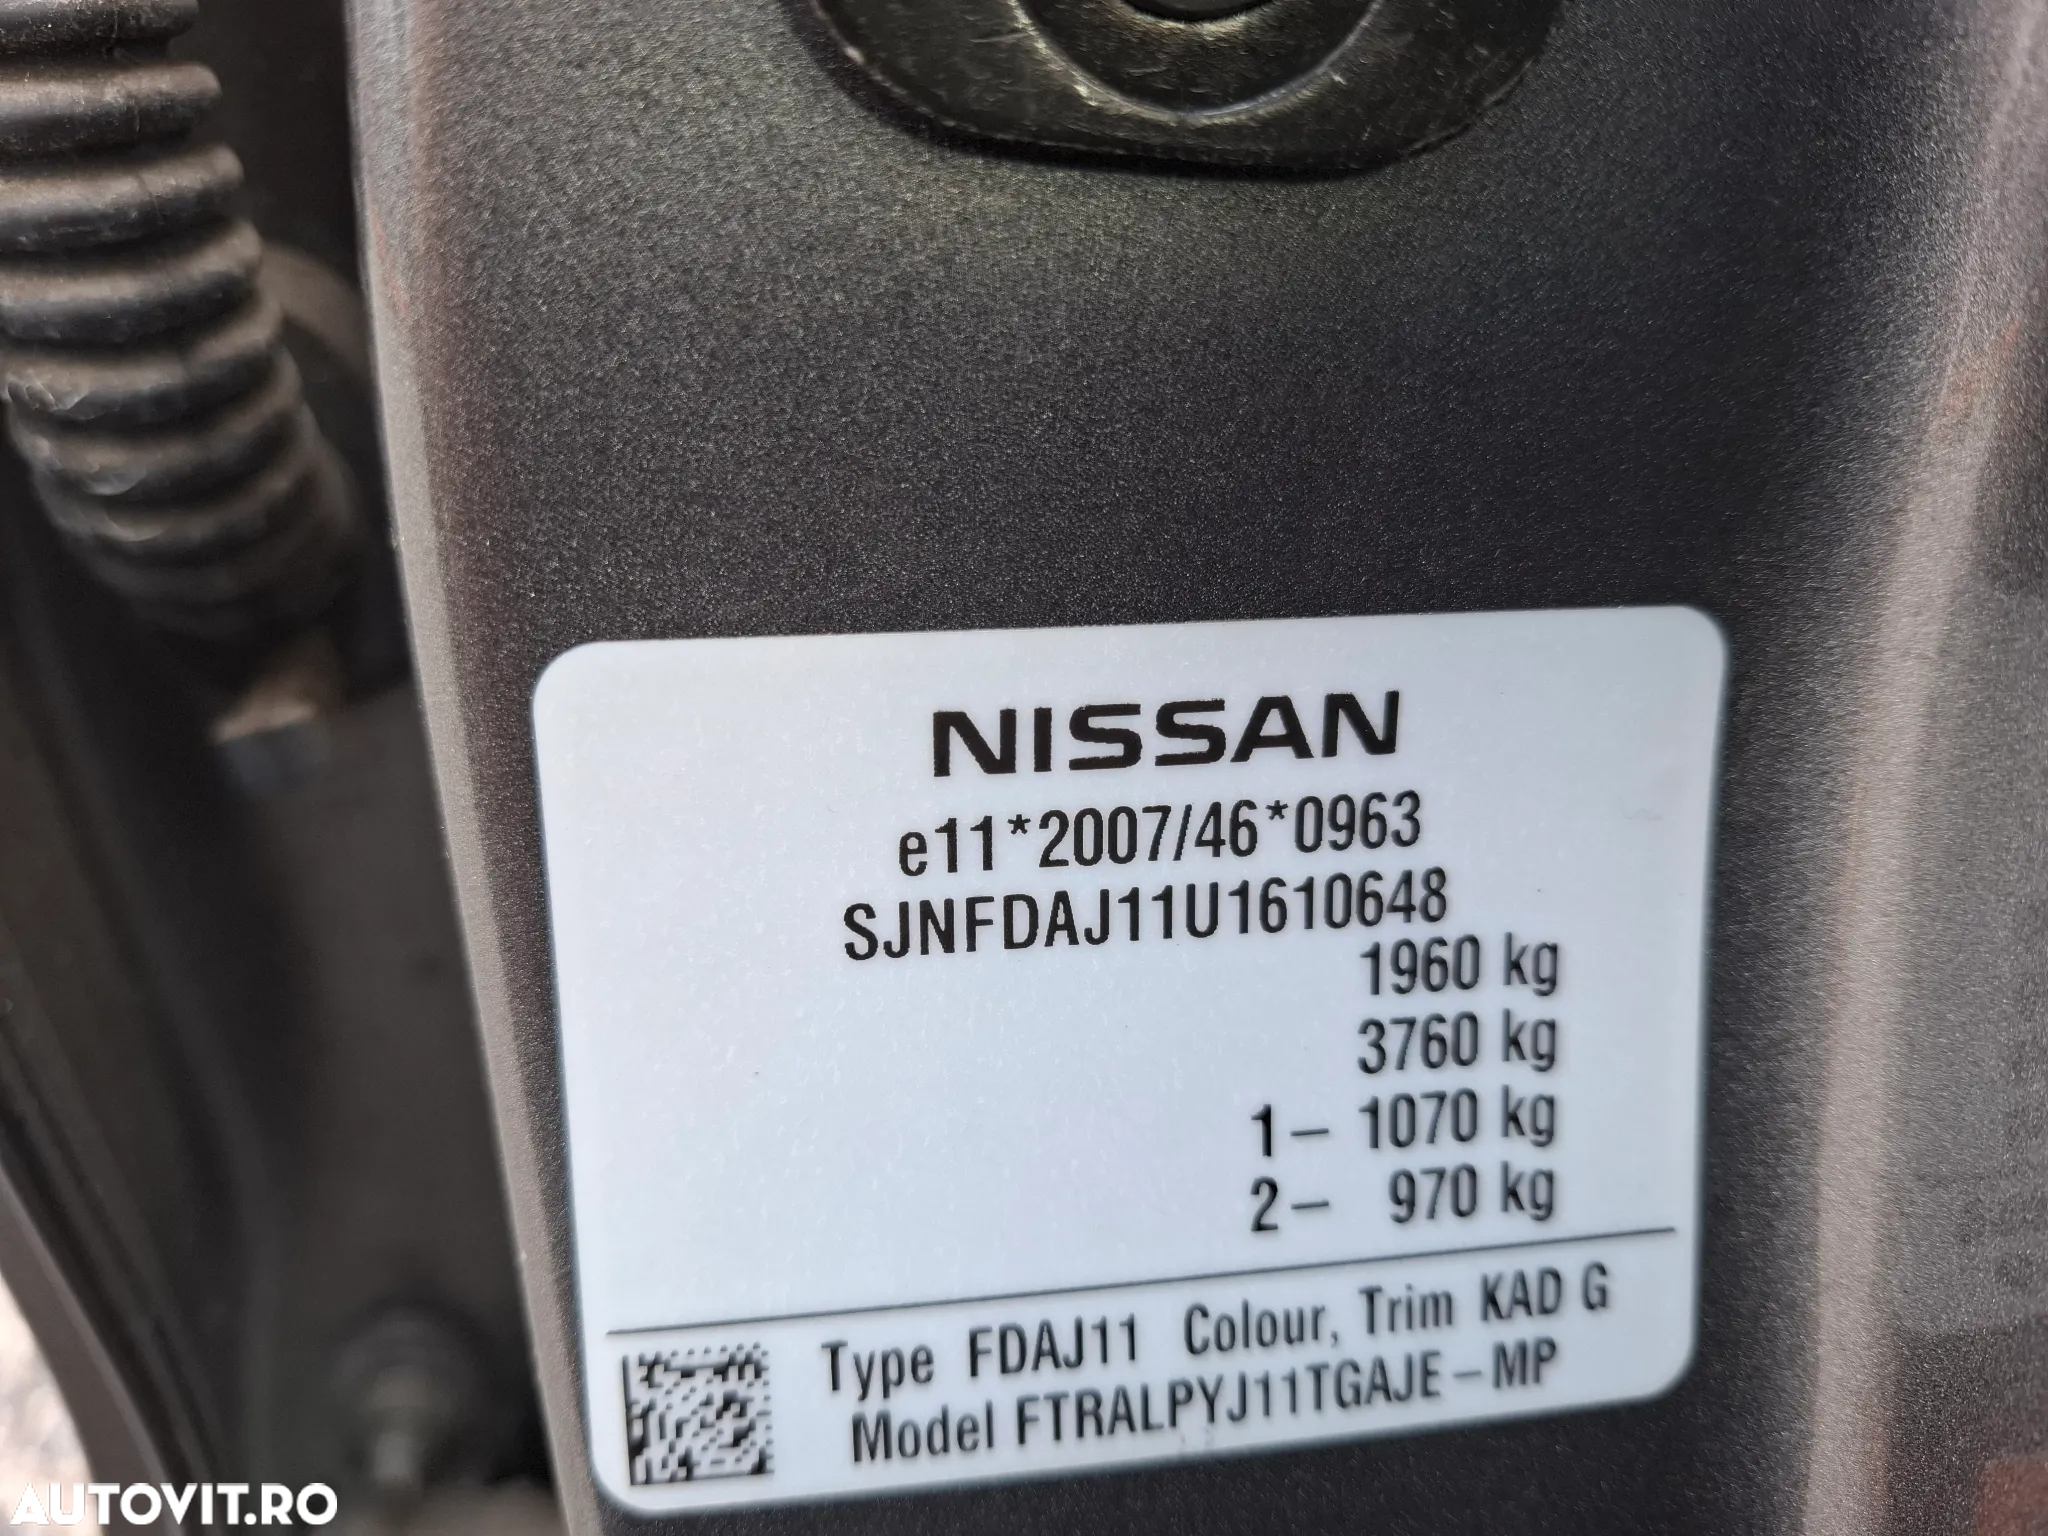 NISSAN
e11*2007/46*0963
SJNFDAJ11U1610648
1960 kg
3760 kg
1– 1070 kg
2– 970 kg
Type FDAJ11 Colour, Trim KAD G
Model FTRALPYJ11TGAJE–MP
AUTOVIT.RO